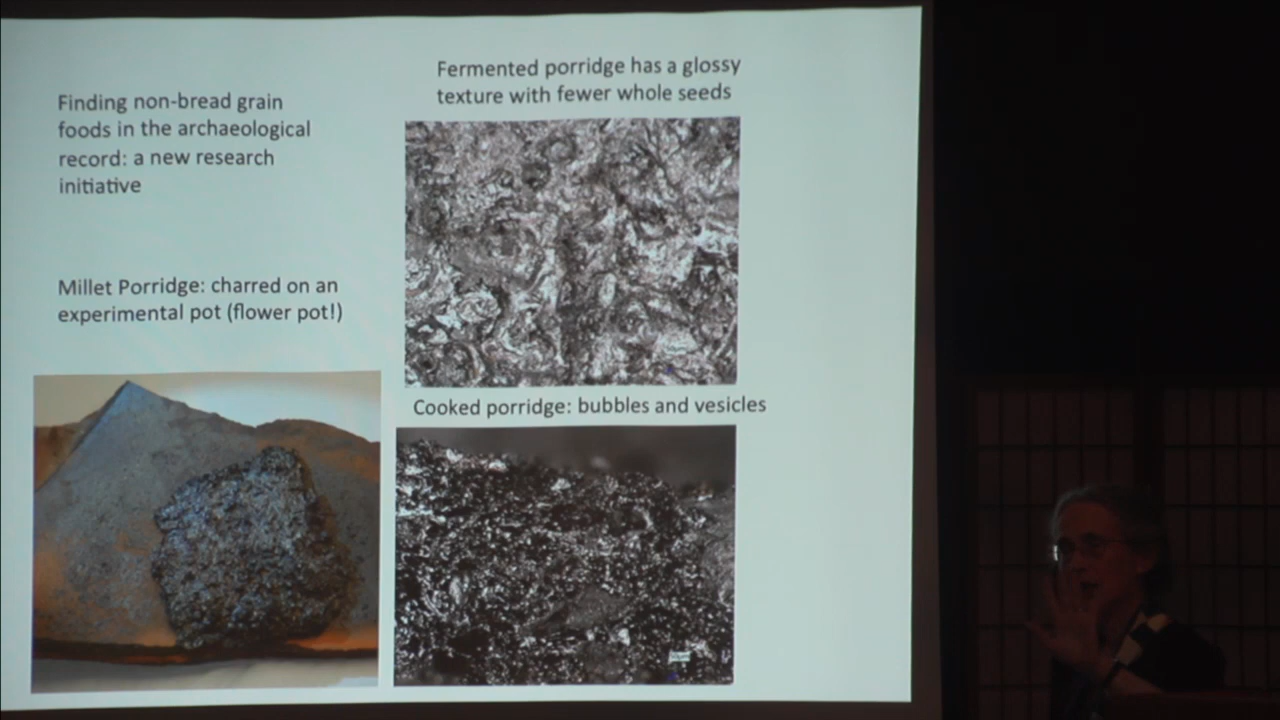 Finding non-bread grain
foods in the archaeological
record: a new research
initiative
Millet Porridge: charred on an
experimental pot (flower pot!)
Fermented porridge has a glossy
texture with fewer whole seeds
Cooked porridge: bubbles and vesicles